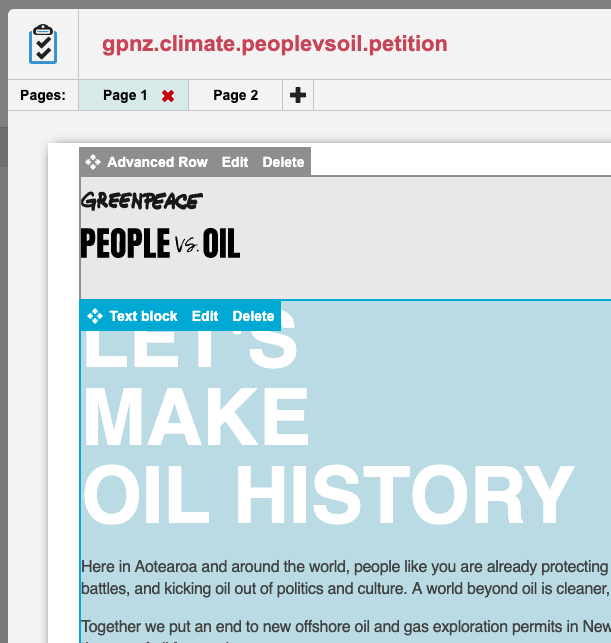 gpnz.climate.peoplevsoil.petition
Pages: Page 1 Page 2
Advanced Row Edit Delete
GREENPEACE
PEOPLE VS. OIL
Text block Edit Delete
LET'S
MAKE
OIL HISTORY
Here in Aotearoa and around the world, people like you are already protecting
battles, and kicking oil out of politics and culture. A world beyond oil is cleaner,
Together we put an end to new offshore oil and gas exploration permits in New